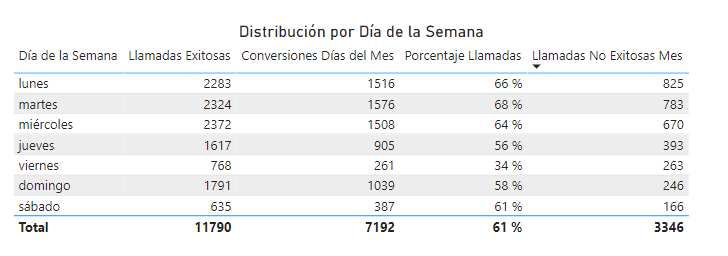 Distribución por Día de la Semana
Día de la Semana Llamadas Exitosas Conversiones Días del Mes Porcentaje Llamadas Llamadas No Exitosas Mes
lunes 2283 1516 66 % 825
martes 2324 1576 68 % 783
miércoles 2372 1508 64 % 670
jueves 1617 905 56 % 393
viernes 768 261 34 % 263
domingo 1791 1039 58 % 246
sábado 635 387 61 % 166
Total 11790 7192 61 % 3346